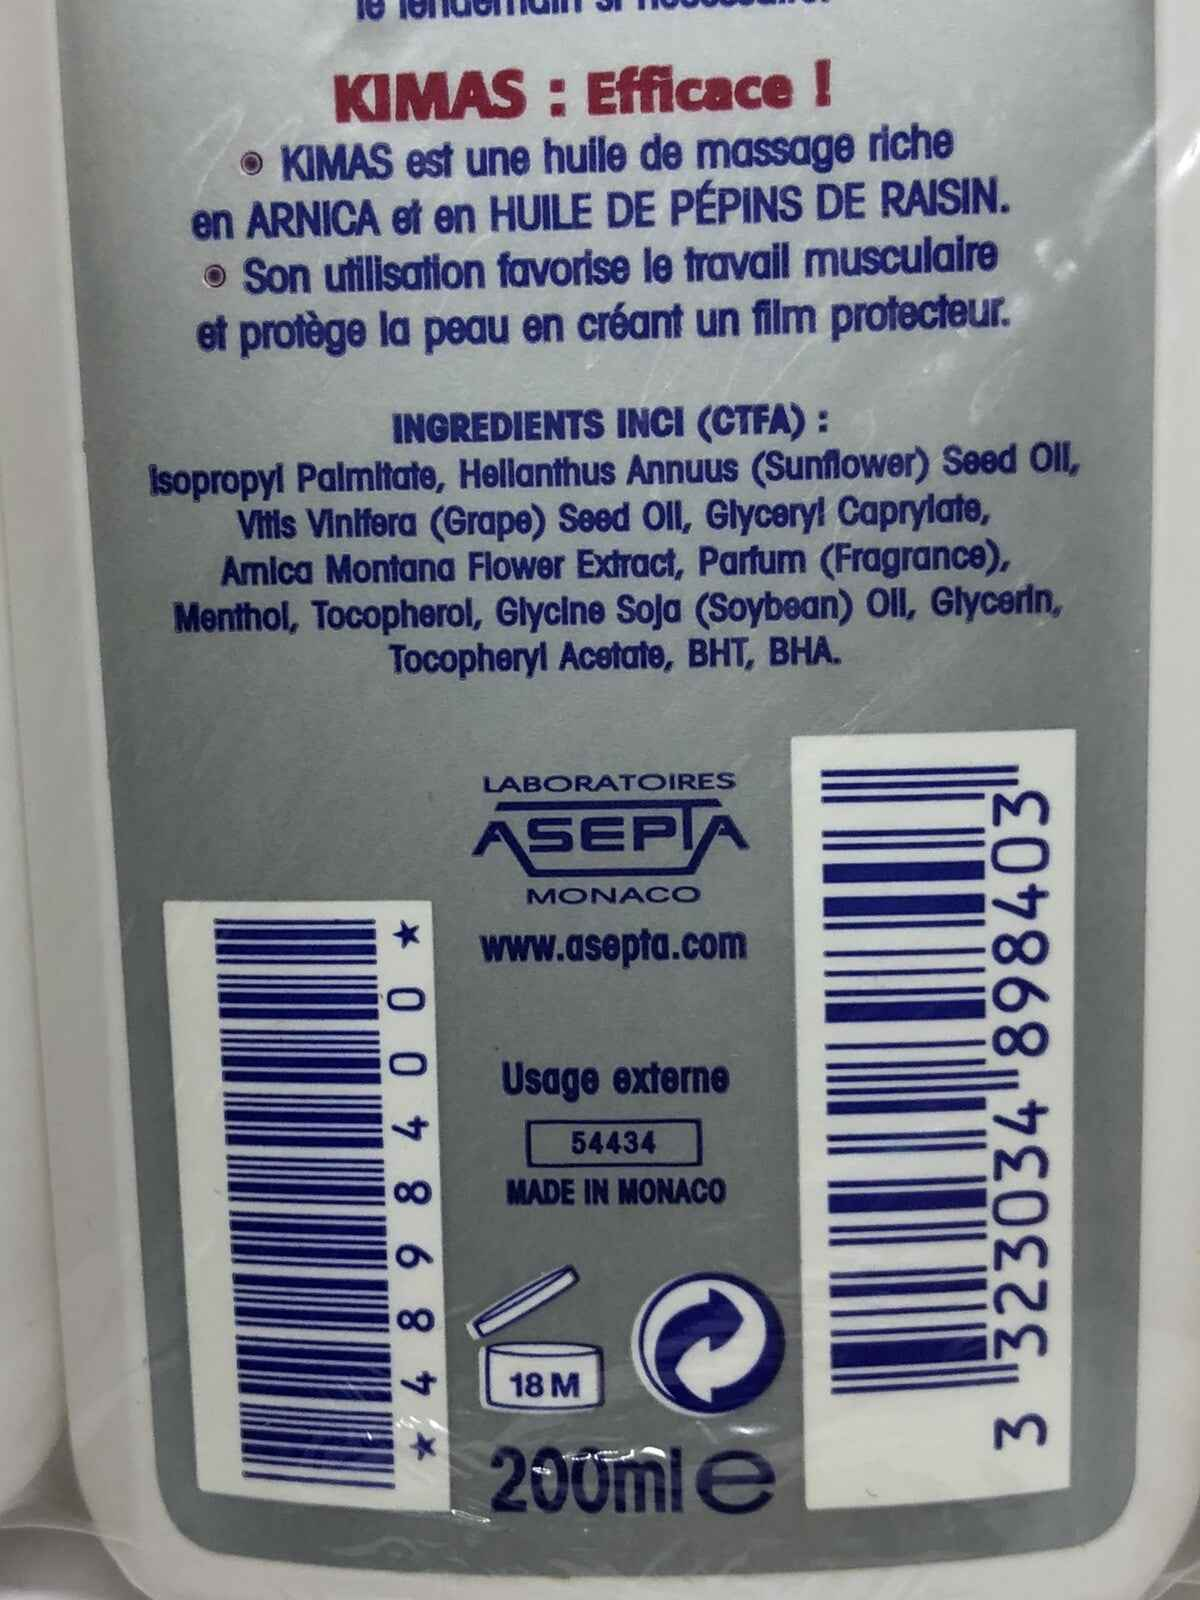 le lendemain si nécessaire.
KIMAS : Efficace !
• KIMAS est une huile de massage riche
en ARNICA et en HUILE DE PÉPINS DE RAISIN.
• Son utilisation favorise le travail musculaire
et protège la peau en créant un film protecteur.
INGREDIENTS INCI (CTFA) :
Isopropyl Palmitate, Helianthus Annuus (Sunflower) Seed Oil,
Vitis Vinifera (Grape) Seed Oil, Glyceryl Caprylate,
Arnica Montana Flower Extract, Parfum (Fragrance),
Menthol, Tocopherol, Glycine Soja (Soybean) Oil, Glycerin,
Tocopheryl Acetate, BHT, BHA.
LABORATOIRES
ASEPTA
MONACO
www.asepta.com
Usage externe
54434
MADE IN MONACO
18 M
200ml e
*4898400*
3 323034 898403